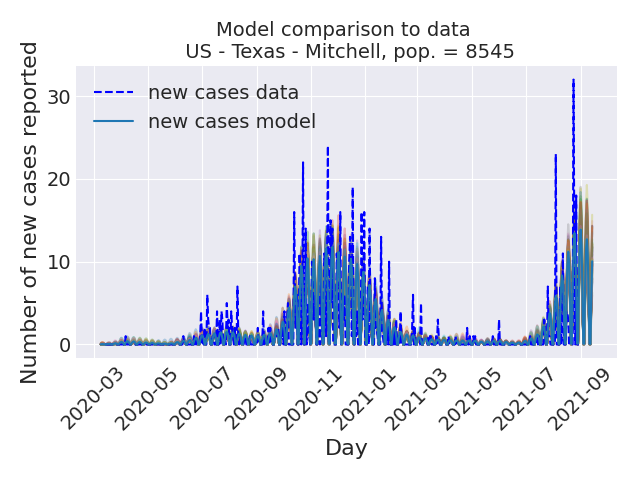 Model comparison to data
US - Texas - Mitchell, pop. = 8545
Number of new cases reported
30
20
10
0
new cases data
new cases model
2020-03
2020-05
2020-07
2020-09
2020-11
2021-01
2021-03
2021-05
2021-07
2021-09
Day